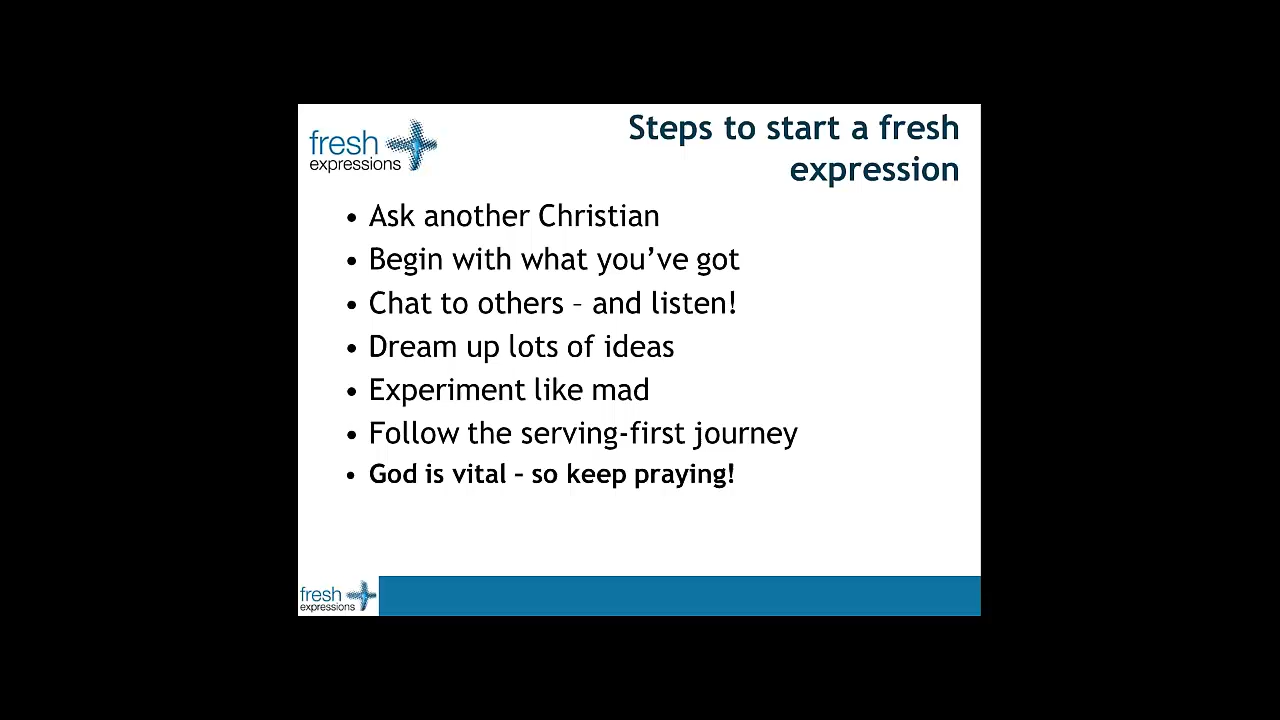 fresh
expressions
Steps to start a fresh
expression
• Ask another Christian
• Begin with what you’ve got
• Chat to others – and listen!
• Dream up lots of ideas
• Experiment like mad
• Follow the serving-first journey
• God is vital – so keep praying!
fresh
expressions